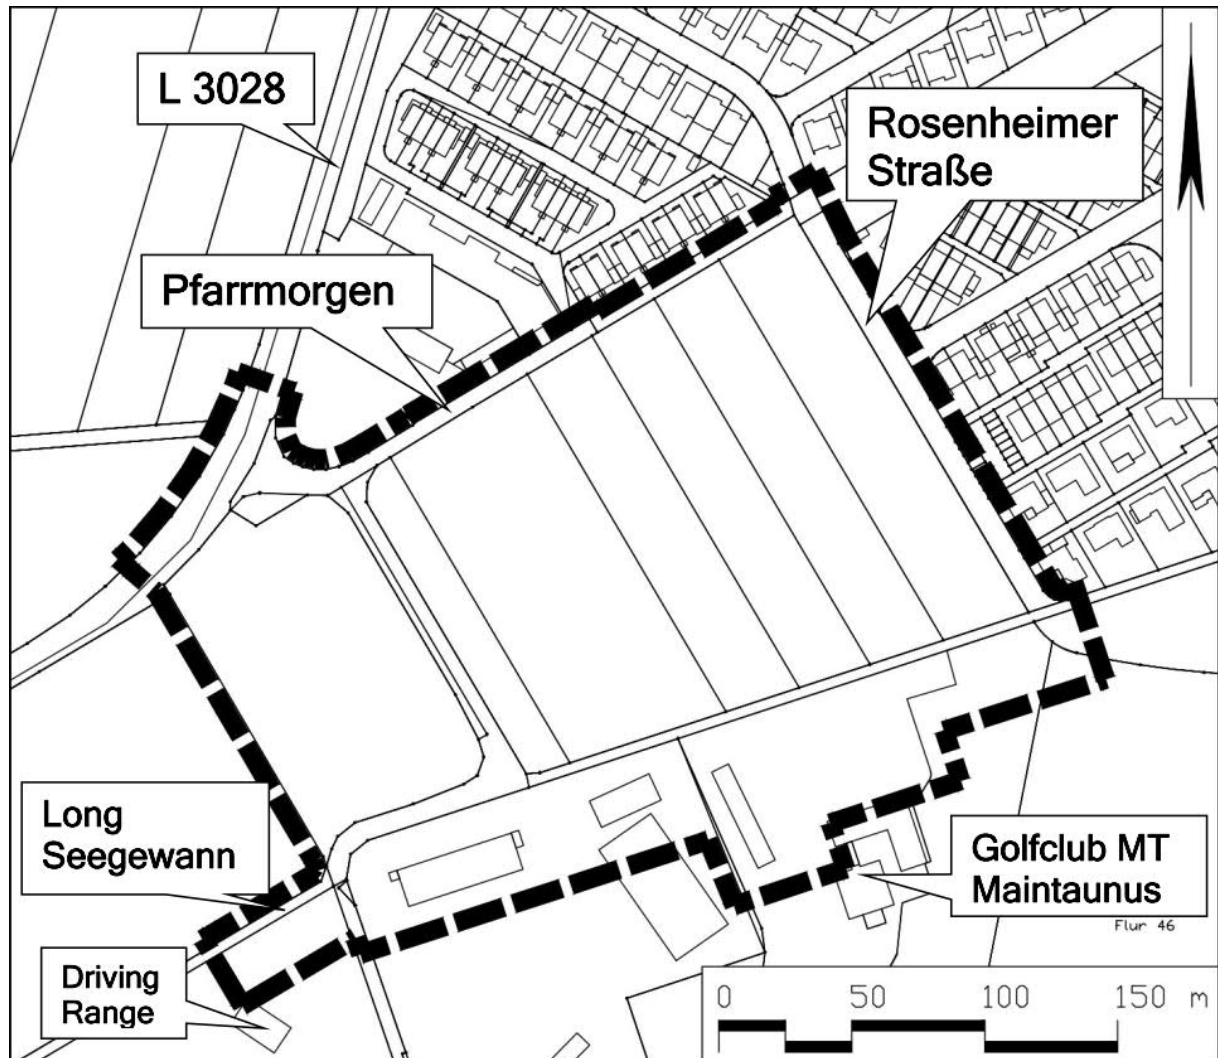 L 3028
Rosenheimer
Straße
Pfarrmorgen
Long
Seegewann
Golfclub MT
Maintaunus
Flur 46
Driving
Range
0 50 100 150 m